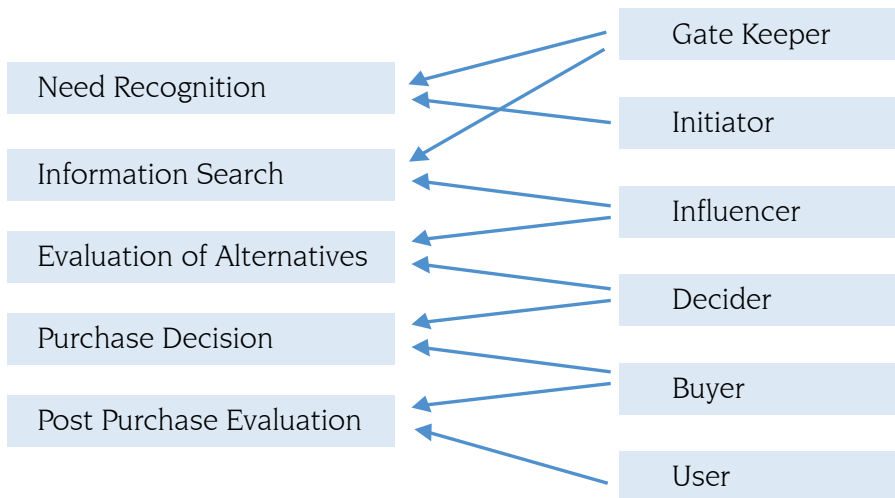 Need Recognition
Information Search
Evaluation of Alternatives
Purchase Decision
Post Purchase Evaluation
Gate Keeper
Initiator
Influencer
Decider
Buyer
User